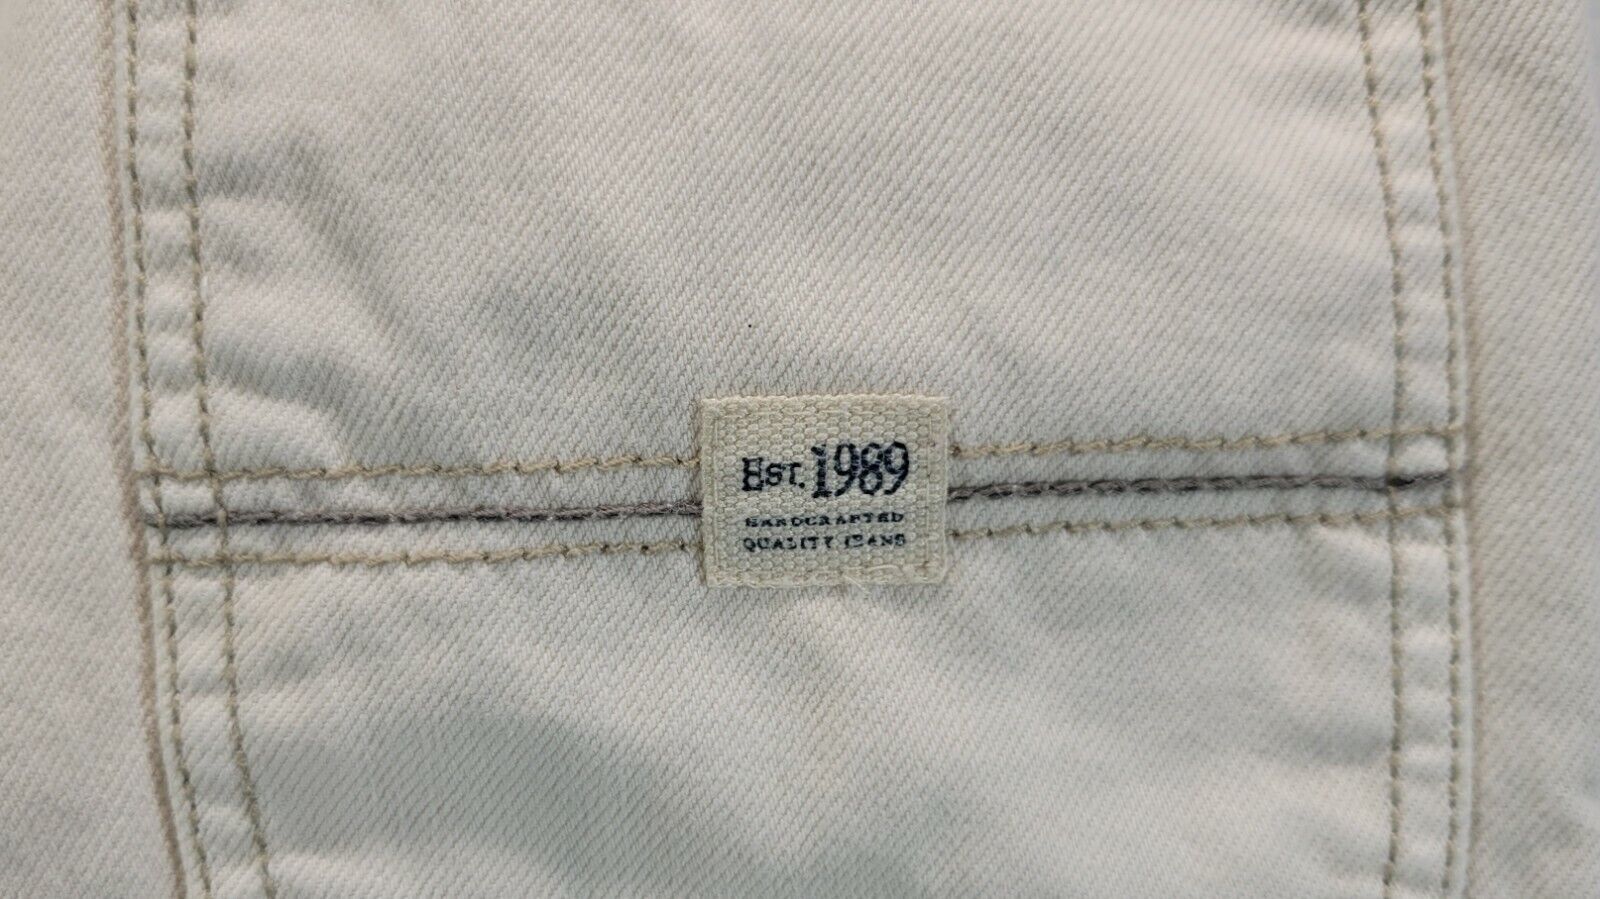 Est. 1989
HANDCRAFTED
QUALITY JEANS